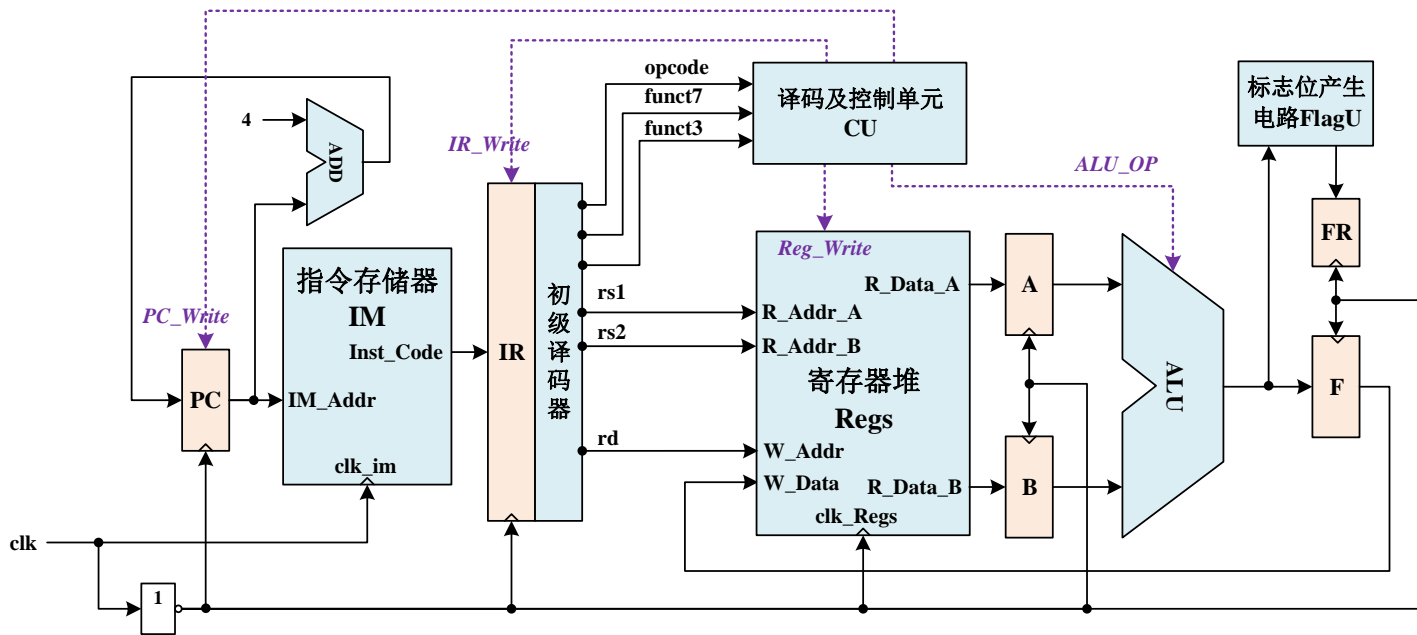 opcode
funct7
funct3
译码及控制单元
CU
标志位产生
电路FlagU
4
ADD
IR_Write
ALU_OP
FR
指令存储器
IM
Inst_Code
IM_Addr
clk_im
PC_Write
PC
IR
初级译码器
rs1
rs2
rd
Reg_Write
R_Data_A
R_Addr_A
R_Addr_B
寄存器堆
Regs
W_Addr
W_Data
R_Data_B
clk_Regs
A
B
ALU
F
clk
1